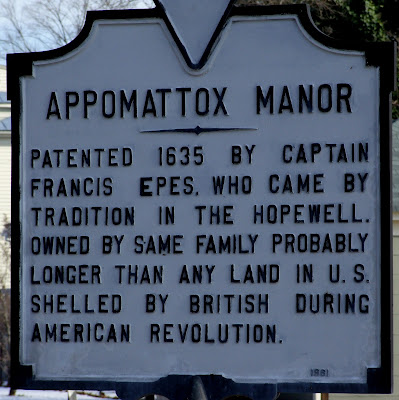 APPOMATTOX MANOR
PATENTED 1635 BY CAPTAIN
FRANCIS EPES, WHO CAME BY
TRADITION IN THE HOPEWELL.
OWNED BY SAME FAMILY PROBABLY
LONGER THAN ANY LAND IN U.S.
SHELLED BY BRITISH DURING
AMERICAN REVOLUTION.
1981